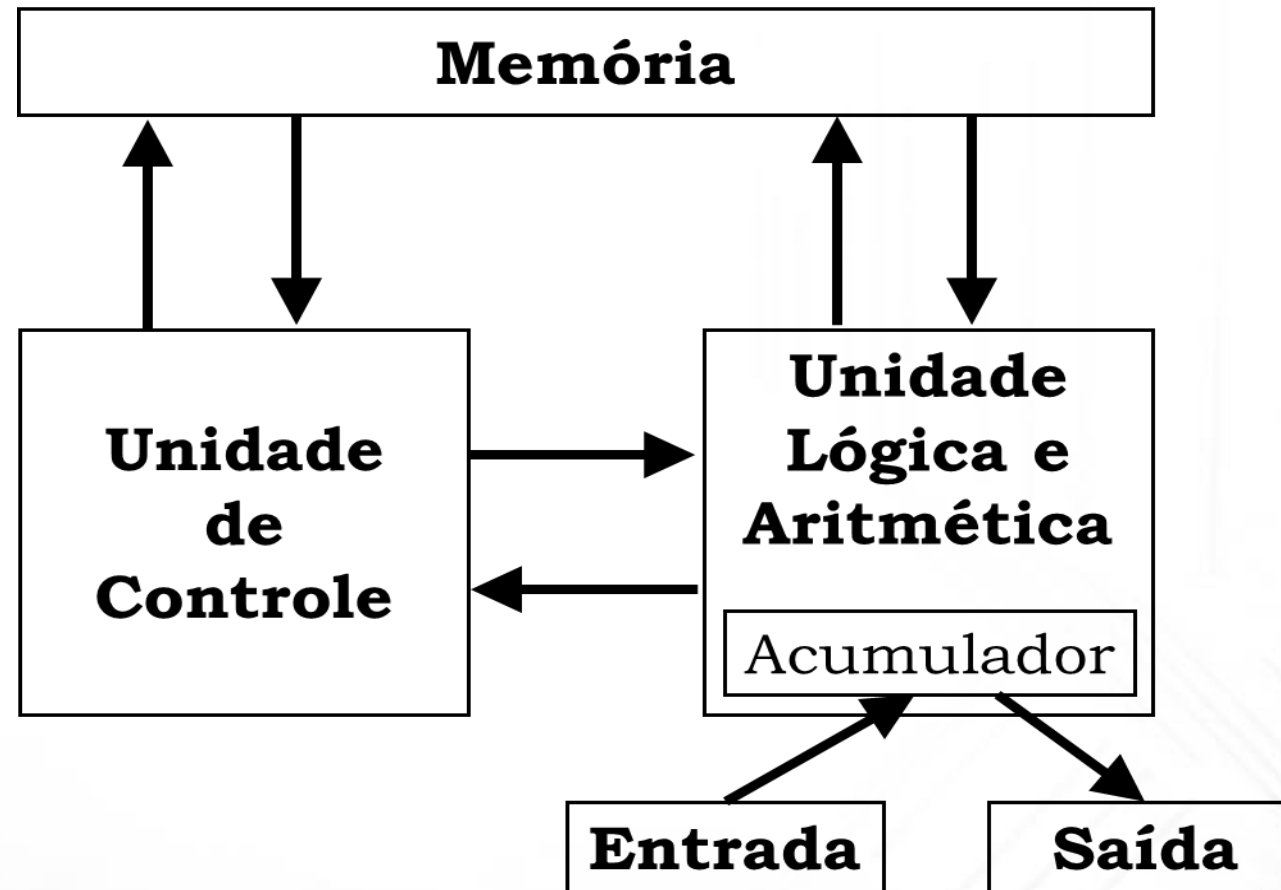 Memória
Unidade
de
Controle
Unidade
Lógica e
Aritmética
Acumulador
Entrada
Saída